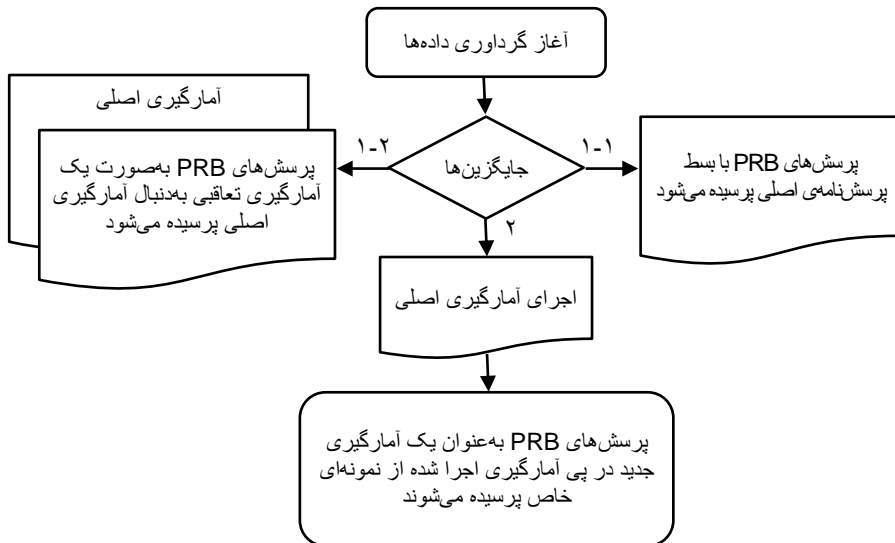 آغاز گرداوری داده‌ها
جایگزین‌ها
۱-۱
پرسش‌های PRB با بسط
پرسش‌نامه‌ی اصلی پرسیده می‌شود
۱-۲
آمارگیری اصلی
پرسش‌های PRB به‌صورت یک
آمارگیری تعاقبی به‌دنبال آمارگیری
اصلی پرسیده می‌شود
۲
اجرای آمارگیری اصلی
پرسش‌های PRB به‌عنوان یک آمارگیری
جدید در پی آمارگیری اجرا شده از نمونه‌ای
خاص پرسیده می‌شوند